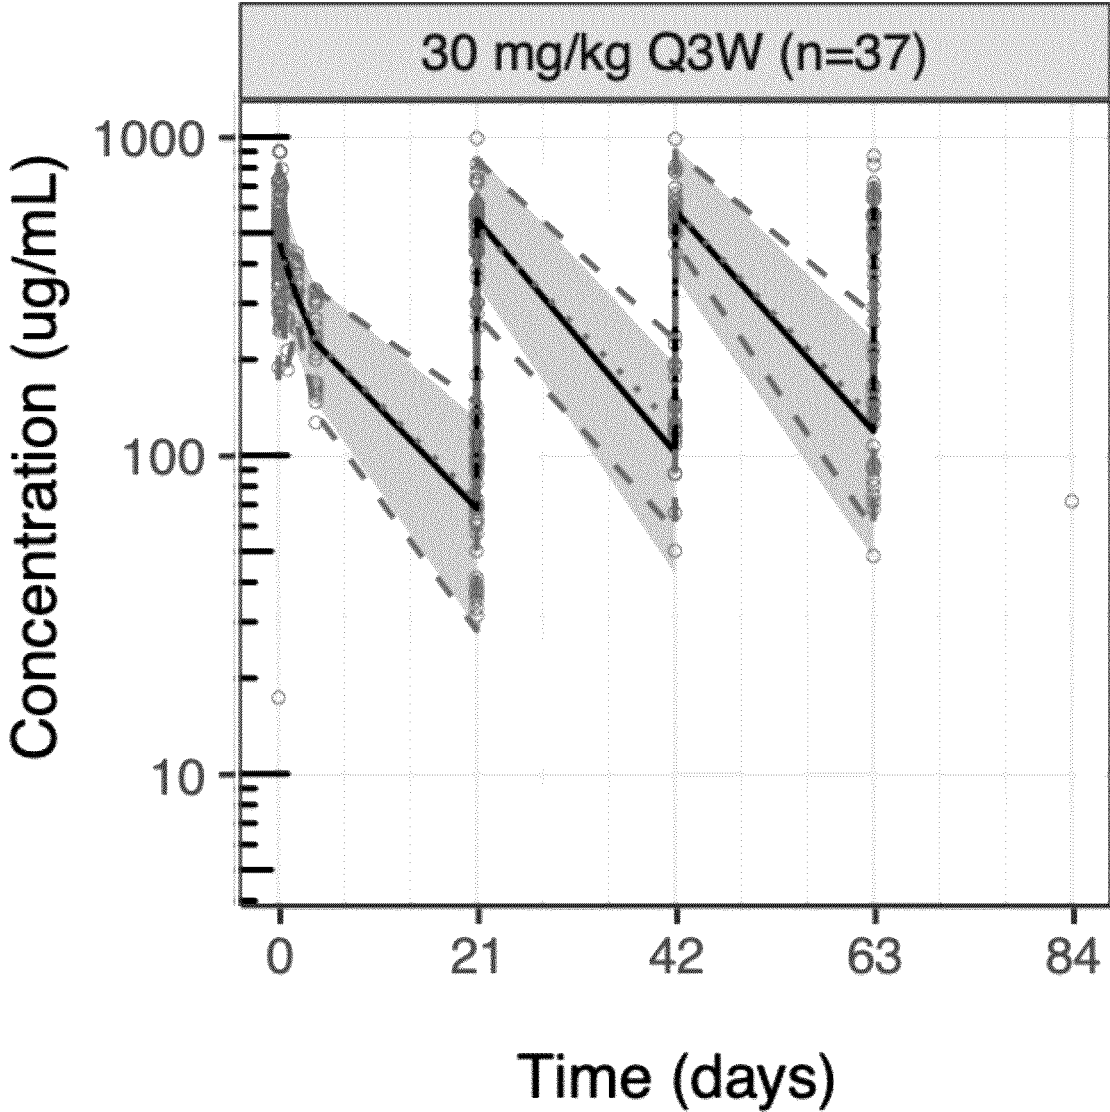 30 mg/kg Q3W (n=37)
Concentration (ug/mL)
1000
100
10
0 21 42 63 84
Time (days)